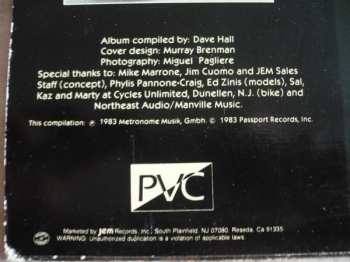 Album compiled by: Dave Hall
Cover design: Murray Brenman
Photography: Miguel Pagliere
Special thanks to: Mike Marrone, Jim Cuomo and JEM Sales
Staff (concept), Phylis Pannone-Craig, Ed Zinis (models), Sal,
Kaz and Marty at Cycles Unlimited, Dunellen, N.J. (bike) and
Northeast Audio/Manville Music.
This compilation: ℗ 1983 Metronome Musik, Gmbh. © 1983 Passport Records, Inc.
PVC
Marketed by jem Records, Inc., South Plainfield, NJ 07080, Reseda, CA 91335
WARNING: Unauthorized duplication is a violation of applicable laws.